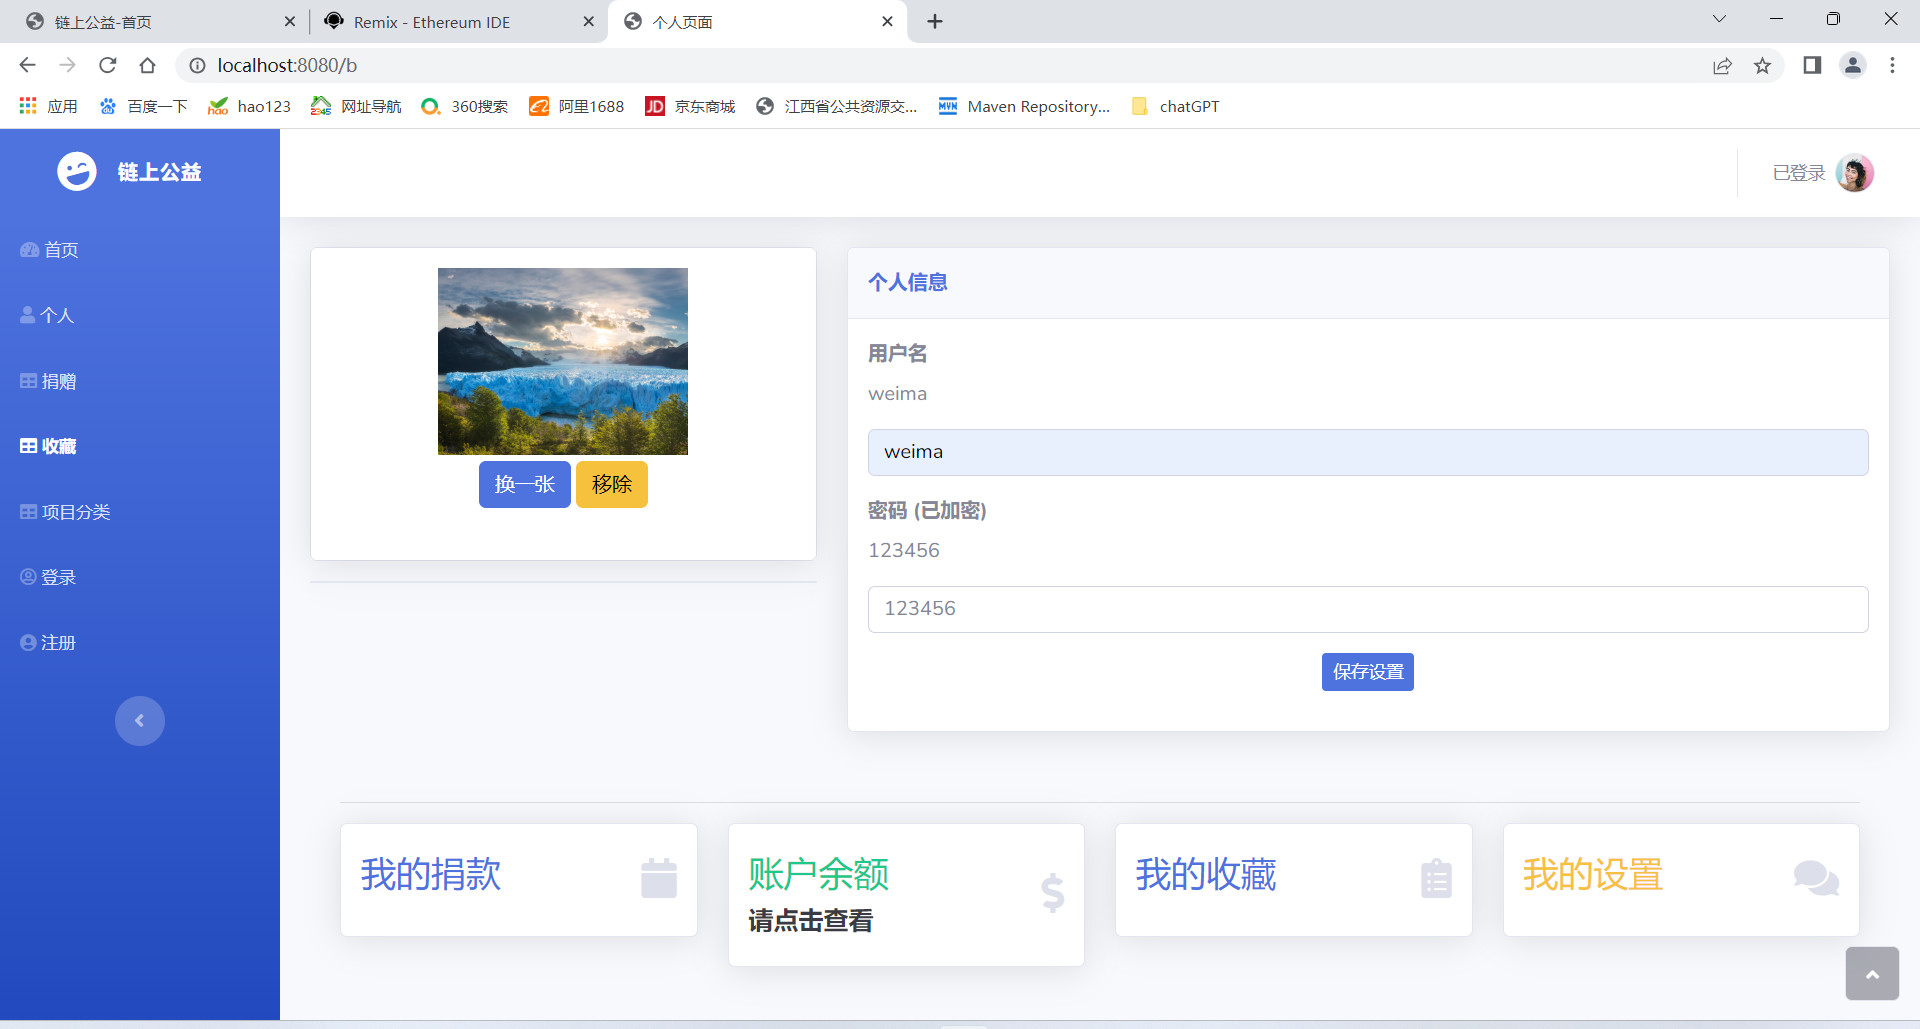 链上公益-首页
Remix - Ethereum IDE
个人页面
localhost:8080/b
应用
百度一下
hao123
网址导航
360搜索
阿里1688
JD 京东商城
江西省公共资源交...
MVN Maven Repository...
chatGPT
链上公益
已登录
首页
个人
捐赠
收藏
项目分类
登录
注册
换一张
移除
个人信息
用户名
weima
weima
密码 (已加密)
123456
123456
保存设置
我的捐款
账户余额
请点击查看
我的收藏
我的设置